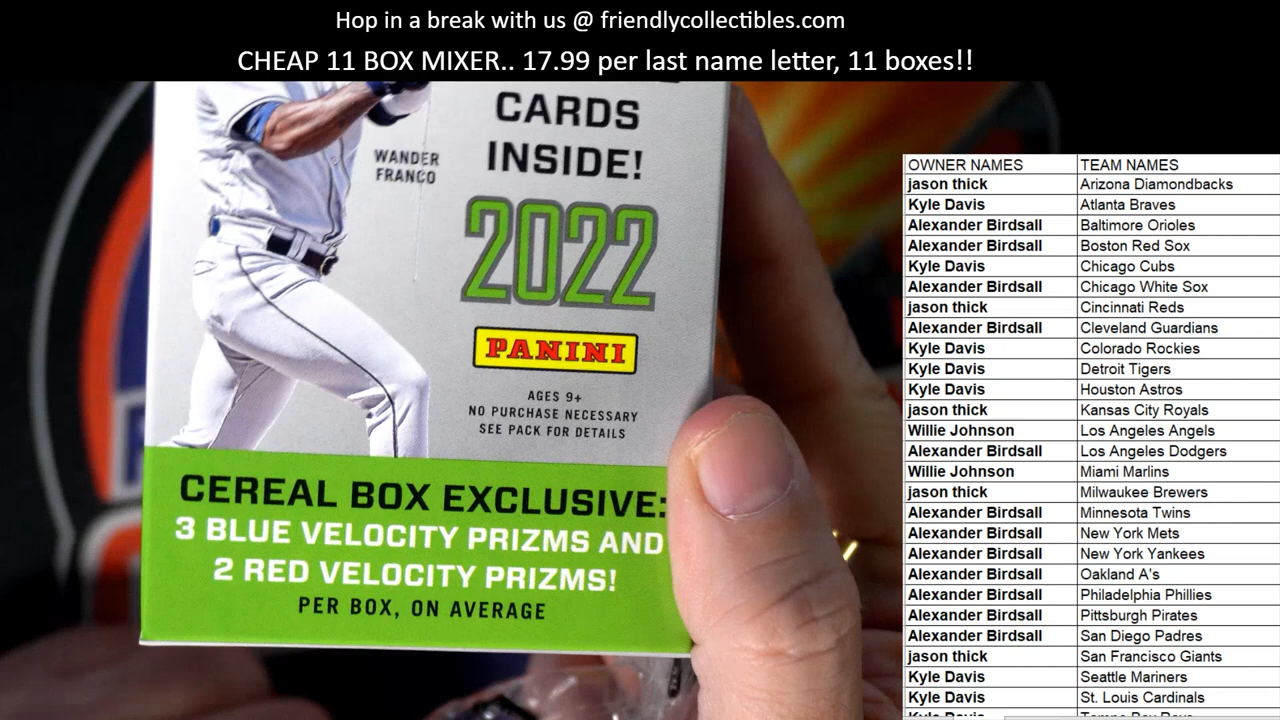 Hop in a break with us @ friendlycollectibles.com
CHEAP 11 BOX MIXER.. 17.99 per last name letter, 11 boxes!!
CARDS
INSIDE!
WANDER
FRANCO
2022
PANINI
AGES 9+
NO PURCHASE NECESSARY
SEE PACK FOR DETAILS
CEREAL BOX EXCLUSIVE:
3 BLUE VELOCITY PRIZMS AND
2 RED VELOCITY PRIZMS!
PER BOX, ON AVERAGE
OWNER NAMES TEAM NAMES
jason thick Arizona Diamondbacks
Kyle Davis Atlanta Braves
Alexander Birdsall Baltimore Orioles
Alexander Birdsall Boston Red Sox
Kyle Davis Chicago Cubs
Alexander Birdsall Chicago White Sox
jason thick Cincinnati Reds
Alexander Birdsall Cleveland Guardians
Kyle Davis Colorado Rockies
Kyle Davis Detroit Tigers
Kyle Davis Houston Astros
jason thick Kansas City Royals
Willie Johnson Los Angeles Angels
Alexander Birdsall Los Angeles Dodgers
Willie Johnson Miami Marlins
jason thick Milwaukee Brewers
Alexander Birdsall Minnesota Twins
Alexander Birdsall New York Mets
Alexander Birdsall New York Yankees
Alexander Birdsall Oakland A's
Alexander Birdsall Philadelphia Phillies
Alexander Birdsall Pittsburgh Pirates
Alexander Birdsall San Diego Padres
jason thick San Francisco Giants
Kyle Davis Seattle Mariners
Kyle Davis St. Louis Cardinals